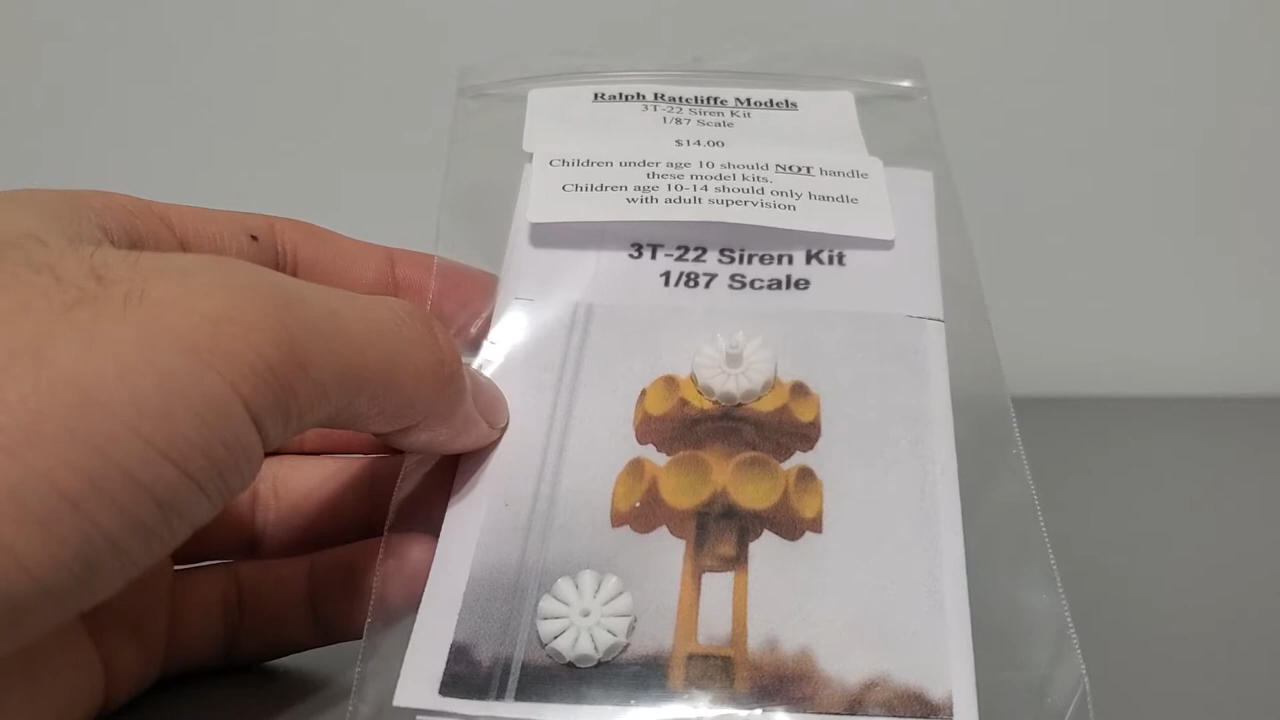 Ralph Ratcliffe Models
3T-22 Siren Kit
1/87 Scale
$14.00
Children under age 10 should NOT handle
these model kits.
Children age 10-14 should only handle
with adult supervision
3T-22 Siren Kit
1/87 Scale